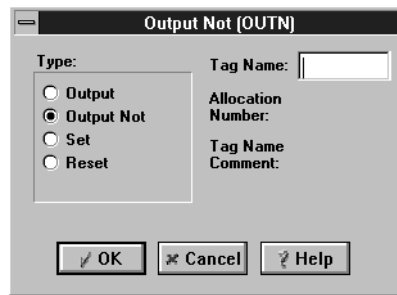 Output Not (OUTN)
Type:
Output
Output Not
Set
Reset
Tag Name:
Allocation
Number:
Tag Name
Comment:
OK
Cancel
Help